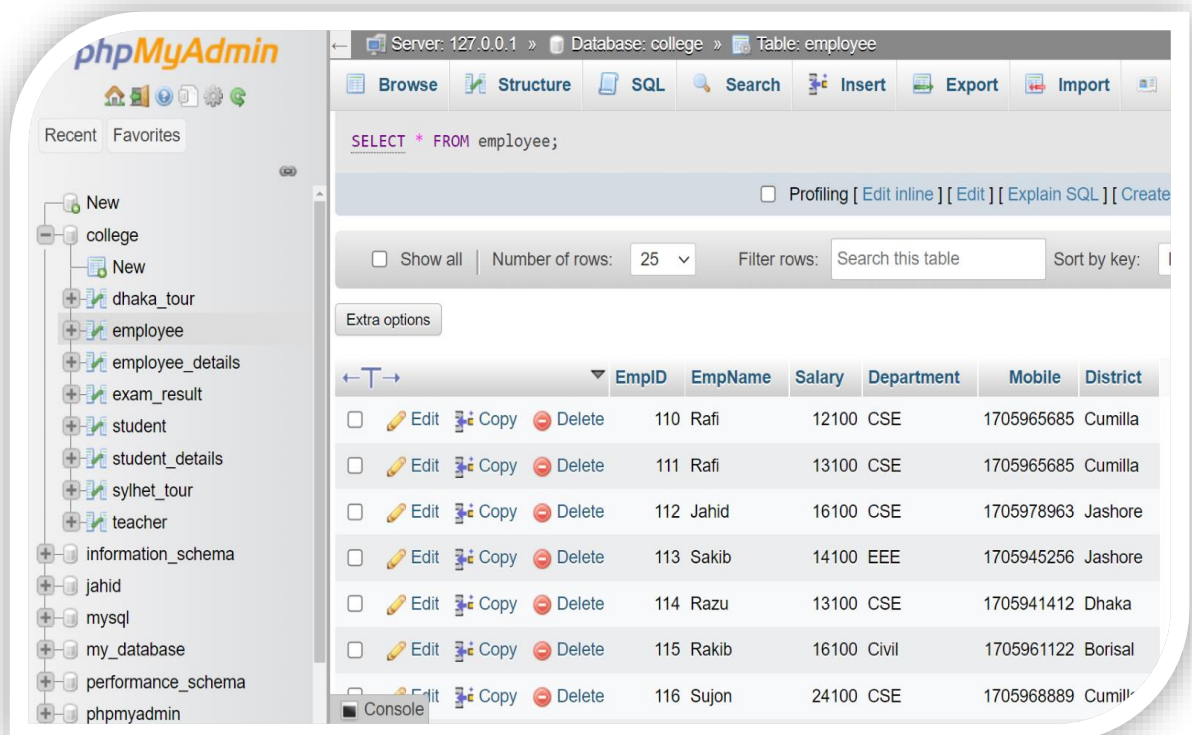 phpMyAdmin
Recent Favorites
New
college
New
dhaka_tour
employee
employee_details
exam_result
student
student_details
sylhet_tour
teacher
information_schema
jahid
mysql
my_database
performance_schema
phpmyadmin
Server: 127.0.0.1 » Database: college » Table: employee
Browse Structure SQL Search Insert Export Import
SELECT * FROM employee;
Profiling [ Edit inline ] [ Edit ] [ Explain SQL ] [ Create
Show all | Number of rows: 25 Filter rows: Search this table Sort by key:
Extra options
EmpID EmpName Salary Department Mobile District
Edit Copy Delete 110 Rafi 12100 CSE 1705965685 Cumilla
Edit Copy Delete 111 Rafi 13100 CSE 1705965685 Cumilla
Edit Copy Delete 112 Jahid 16100 CSE 1705978963 Jashore
Edit Copy Delete 113 Sakib 14100 EEE 1705945256 Jashore
Edit Copy Delete 114 Razu 13100 CSE 1705941412 Dhaka
Edit Copy Delete 115 Rakib 16100 Civil 1705961122 Borisal
Edit Copy Delete 116 Sujon 24100 CSE 1705968889 Cumilla
Console